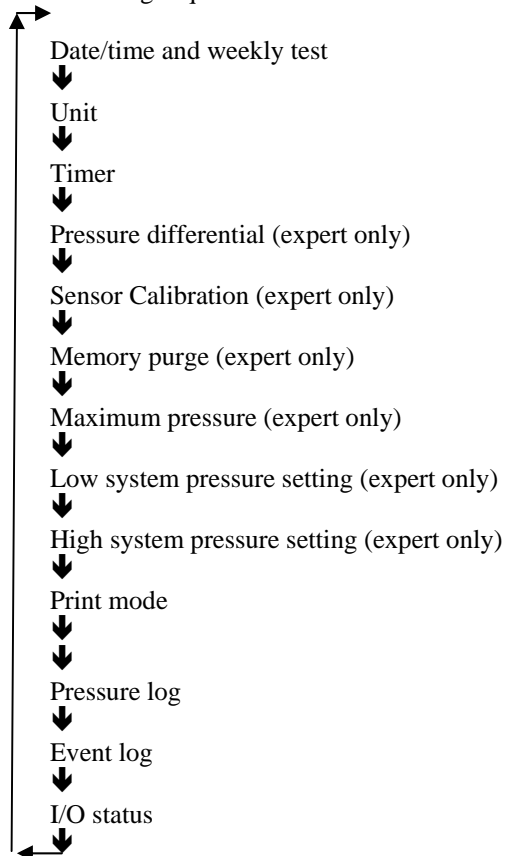 Date/time and weekly test
Unit
Timer
Pressure differential (expert only)
Sensor Calibration (expert only)
Memory purge (expert only)
Maximum pressure (expert only)
Low system pressure setting (expert only)
High system pressure setting (expert only)
Print mode
Pressure log
Event log
I/O status